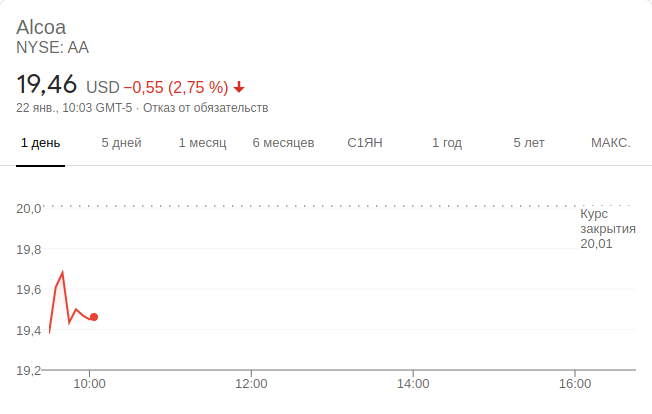 Alcoa
NYSE: AA
19,46 USD −0,55 (2,75 %)
22 янв., 10:03 GMT-5 · Отказ от обязательств
1 день 5 дней 1 месяц 6 месяцев С1ЯН 1 год 5 лет МАКС.
20,0
Курс
закрытия
20,01
19,8
19,6
19,4
19,2
10:00 12:00 14:00 16:00